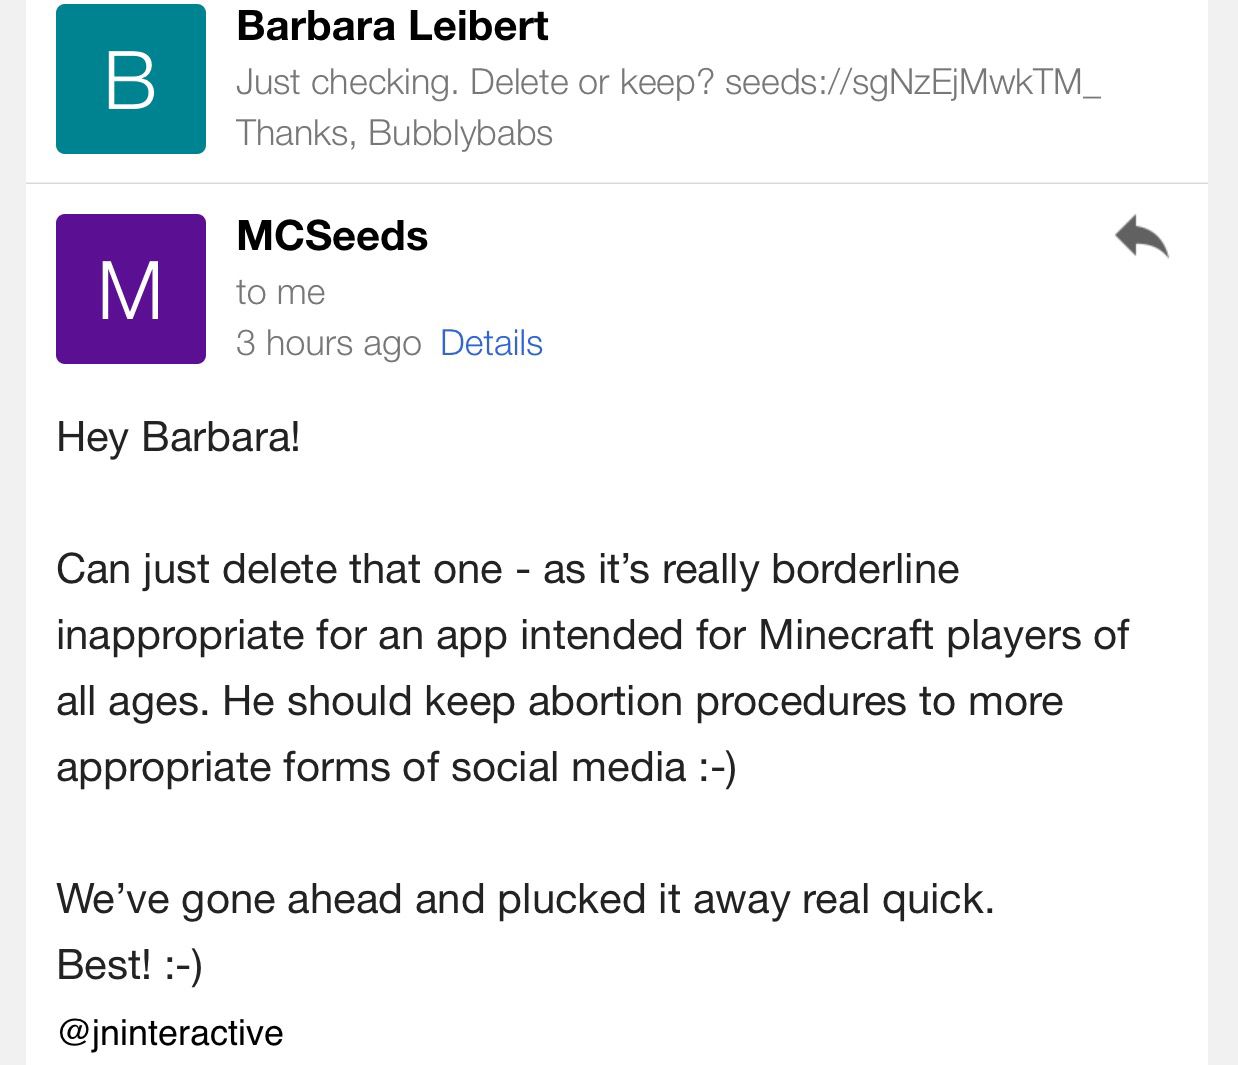 B
Barbara Leibert
Just checking. Delete or keep? seeds://sgNzEjMwkTM_
Thanks, Bubblybabs
M
MCSeeds
to me
3 hours ago Details
Hey Barbara!
Can just delete that one - as it’s really borderline
inappropriate for an app intended for Minecraft players of
all ages. He should keep abortion procedures to more
appropriate forms of social media :-)
We’ve gone ahead and plucked it away real quick.
Best! :-)
@jninteractive